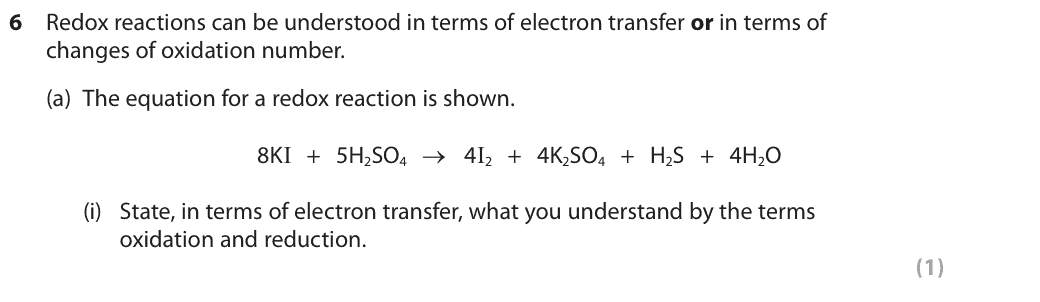 6 Redox reactions can be understood in terms of electron transfer or in terms of
changes of oxidation number.
(a) The equation for a redox reaction is shown.
8KI + 5H₂SO₄ → 4I₂ + 4K₂SO₄ + H₂S + 4H₂O
(i) State, in terms of electron transfer, what you understand by the terms
oxidation and reduction.
(1)